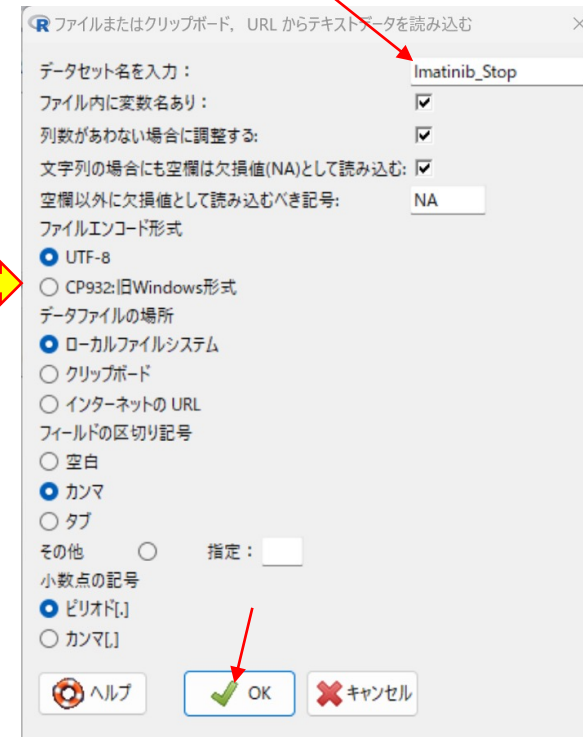 ファイルまたはクリップボード， URL からテキストデータを読み込む
データセット名を入力： Imatinib_Stop
ファイル内に変数名あり：
列数があわない場合に調整する:
文字列の場合にも空欄は欠損値(NA)として読み込む:
空欄以外に欠損値として読み込むべき記号: NA
ファイルエンコード形式
UTF-8
CP932:旧Windows形式
データファイルの場所
ローカルファイルシステム
クリップボード
インターネットの URL
フィールドの区切り記号
空白
カンマ
タブ
その他 指定：
小数点の記号
ピリオド[.]
カンマ[,]
ヘルプ OK キャンセル